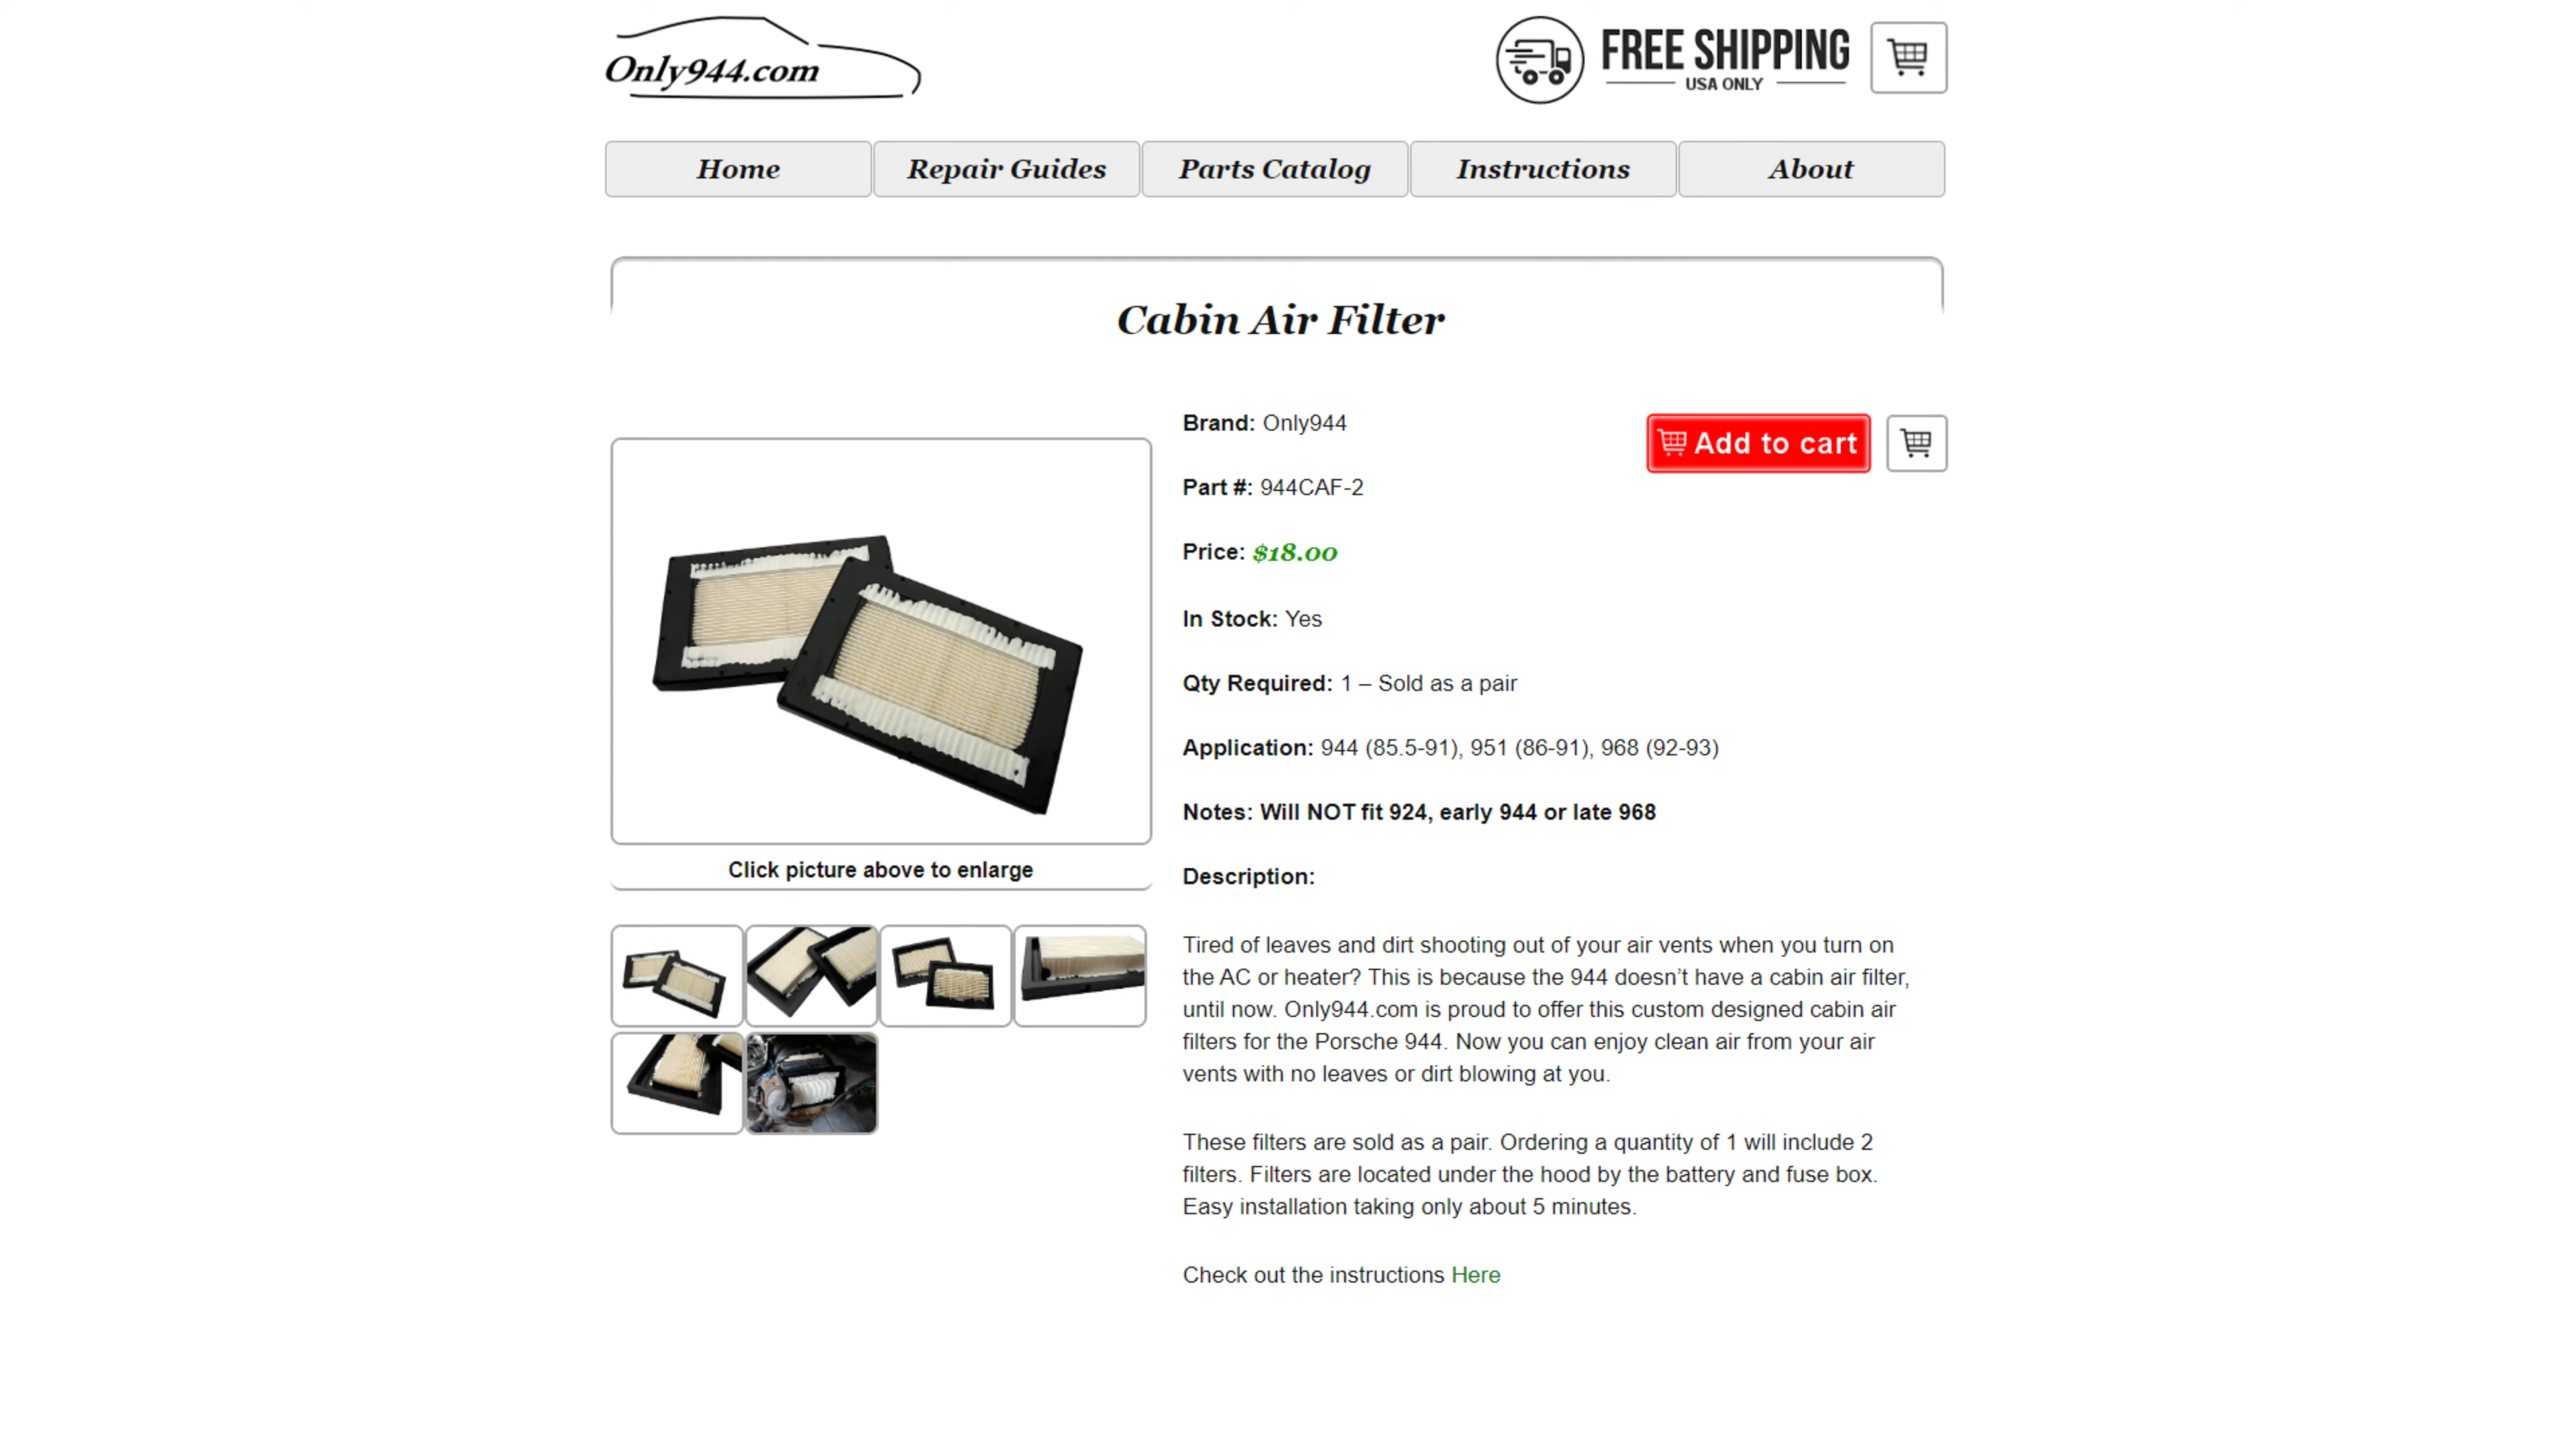 Only944.com
FREE SHIPPING
USA ONLY
Home
Repair Guides
Parts Catalog
Instructions
About
Cabin Air Filter
Brand: Only944
Add to cart
Part #: 944CAF-2
Price: $18.00
In Stock: Yes
Qty Required: 1 – Sold as a pair
Application: 944 (85.5-91), 951 (86-91), 968 (92-93)
Notes: Will NOT fit 924, early 944 or late 968
Click picture above to enlarge
Description:
Tired of leaves and dirt shooting out of your air vents when you turn on
the AC or heater? This is because the 944 doesn’t have a cabin air filter,
until now. Only944.com is proud to offer this custom designed cabin air
filters for the Porsche 944. Now you can enjoy clean air from your air
vents with no leaves or dirt blowing at you.
These filters are sold as a pair. Ordering a quantity of 1 will include 2
filters. Filters are located under the hood by the battery and fuse box.
Easy installation taking only about 5 minutes.
Check out the instructions Here